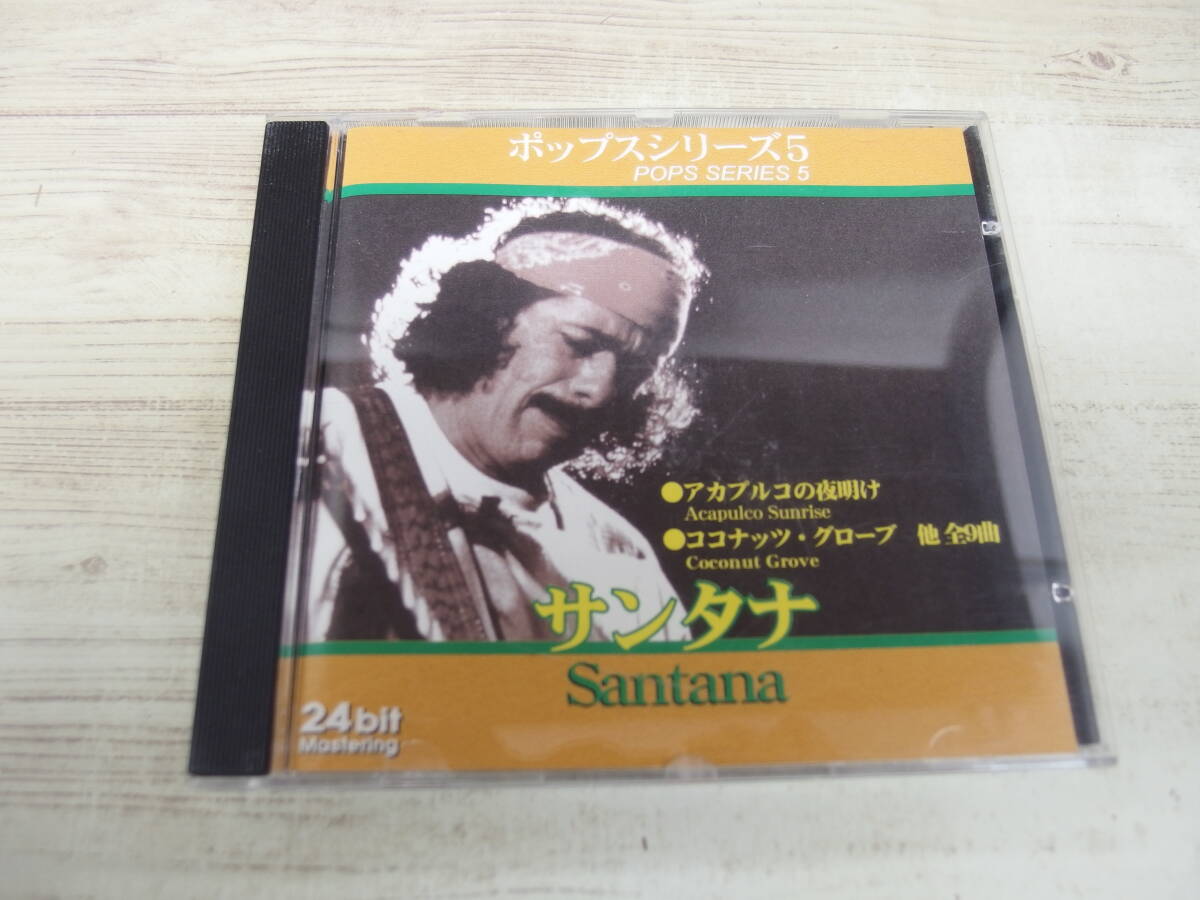 ポップスシリーズ5
POPS SERIES 5
●アカプルコの夜明け
Acapulco Sunrise
●ココナッツ・グローブ 他 全9曲
Coconut Grove
サンタナ
Santana
24bit
Mastering